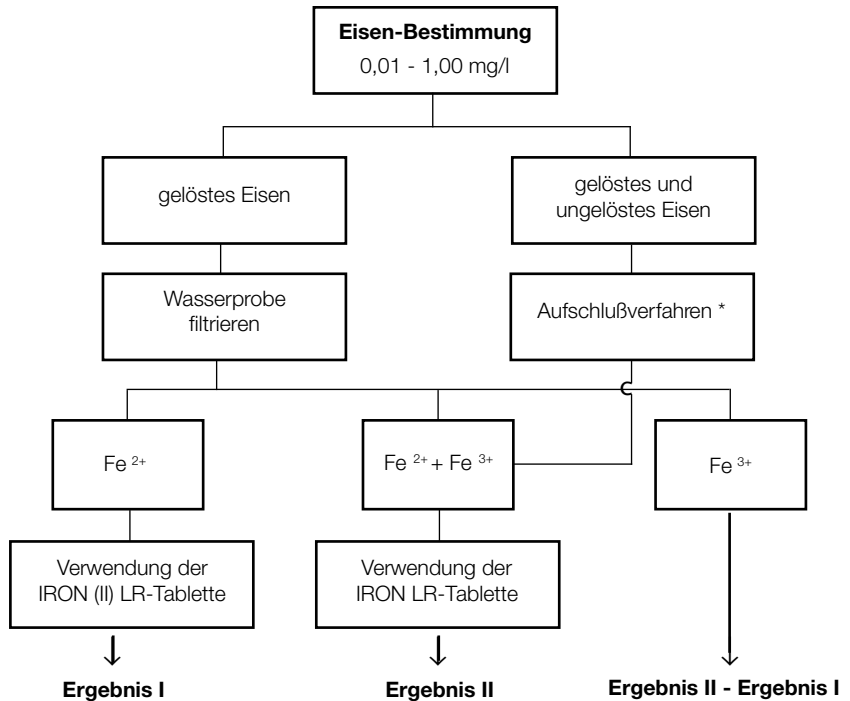 Eisen-Bestimmung
0,01 - 1,00 mg/l
gelöstes Eisen
gelöstes und
ungelöstes Eisen
Wasserprobe
filtrieren
Aufschlußverfahren *
Fe ²⁺
Fe ²⁺ + Fe ³⁺
Fe ³⁺
Verwendung der
IRON (II) LR-Tablette
Verwendung der
IRON LR-Tablette
Ergebnis I
Ergebnis II
Ergebnis II - Ergebnis I